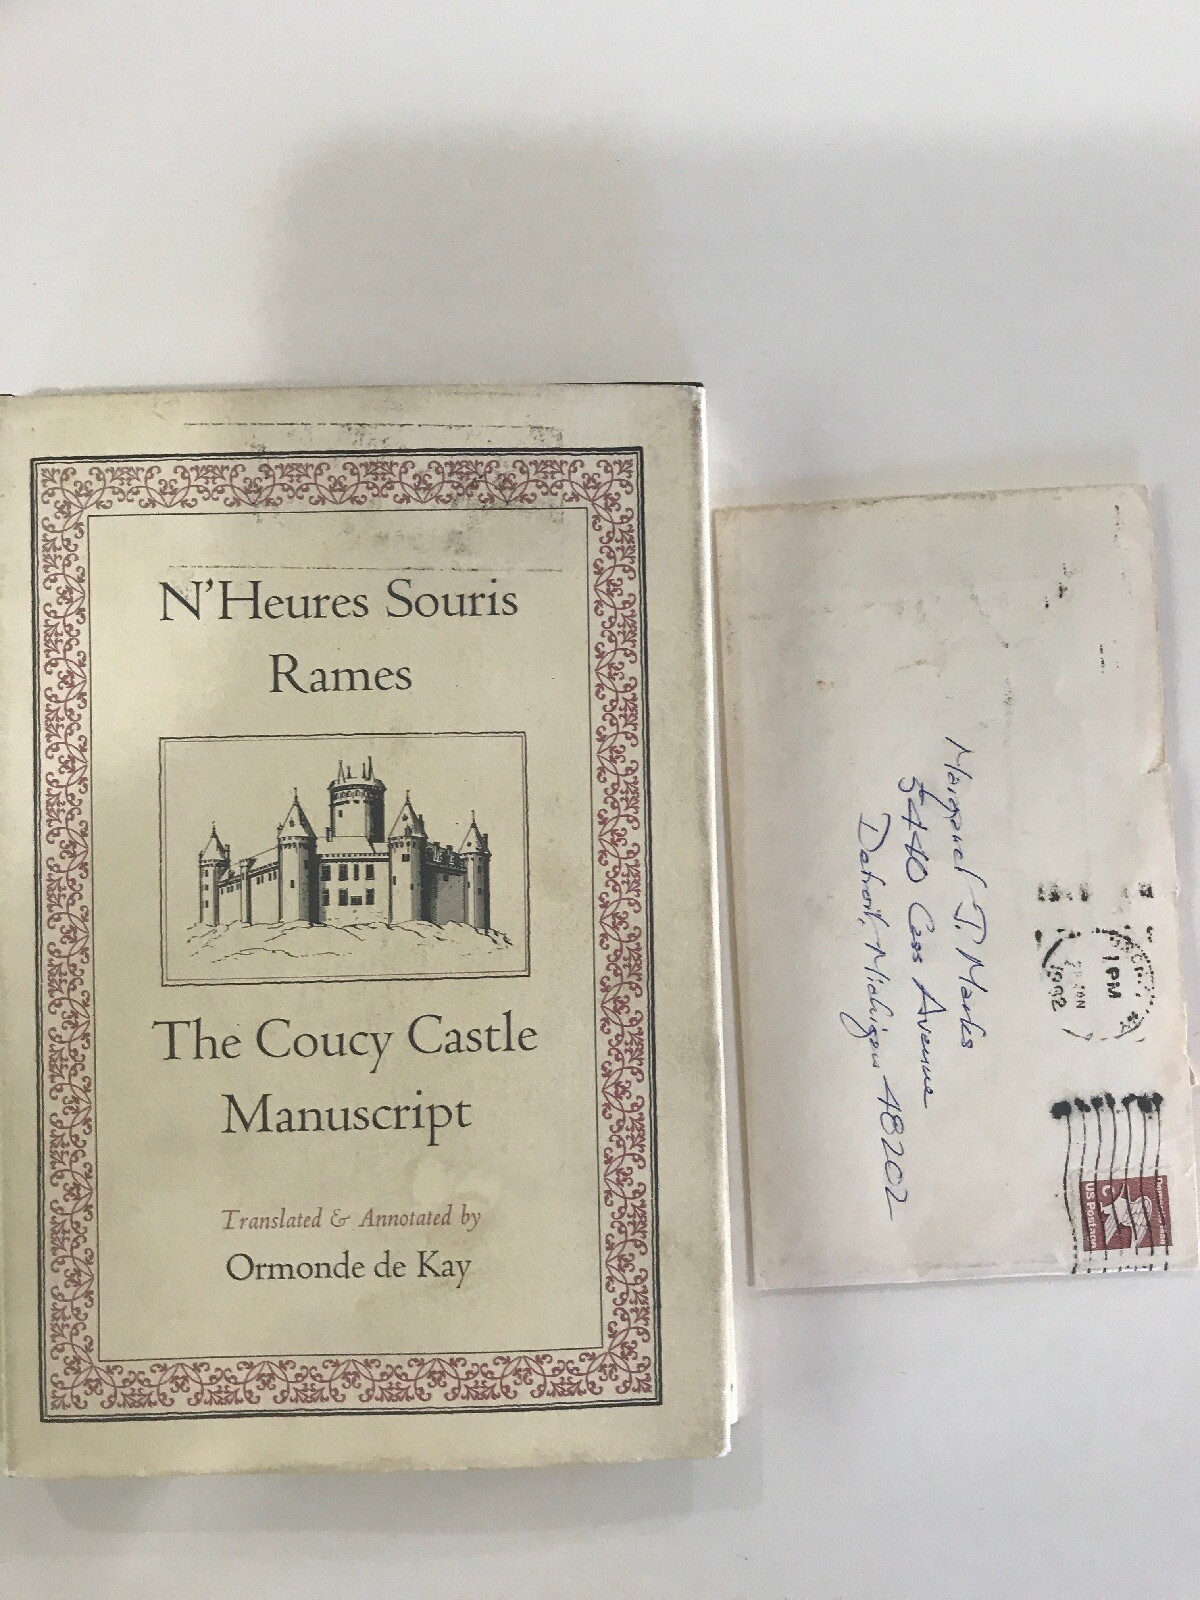 N'Heures Souris
Rames
The Coucy Castle
Manuscript
Translated & Annotated by
Ormonde de Kay
J. Marks
5440 Cass Avenue
Detroit, Michigan 48202
1 PM
JAN
1982
US Postage
C